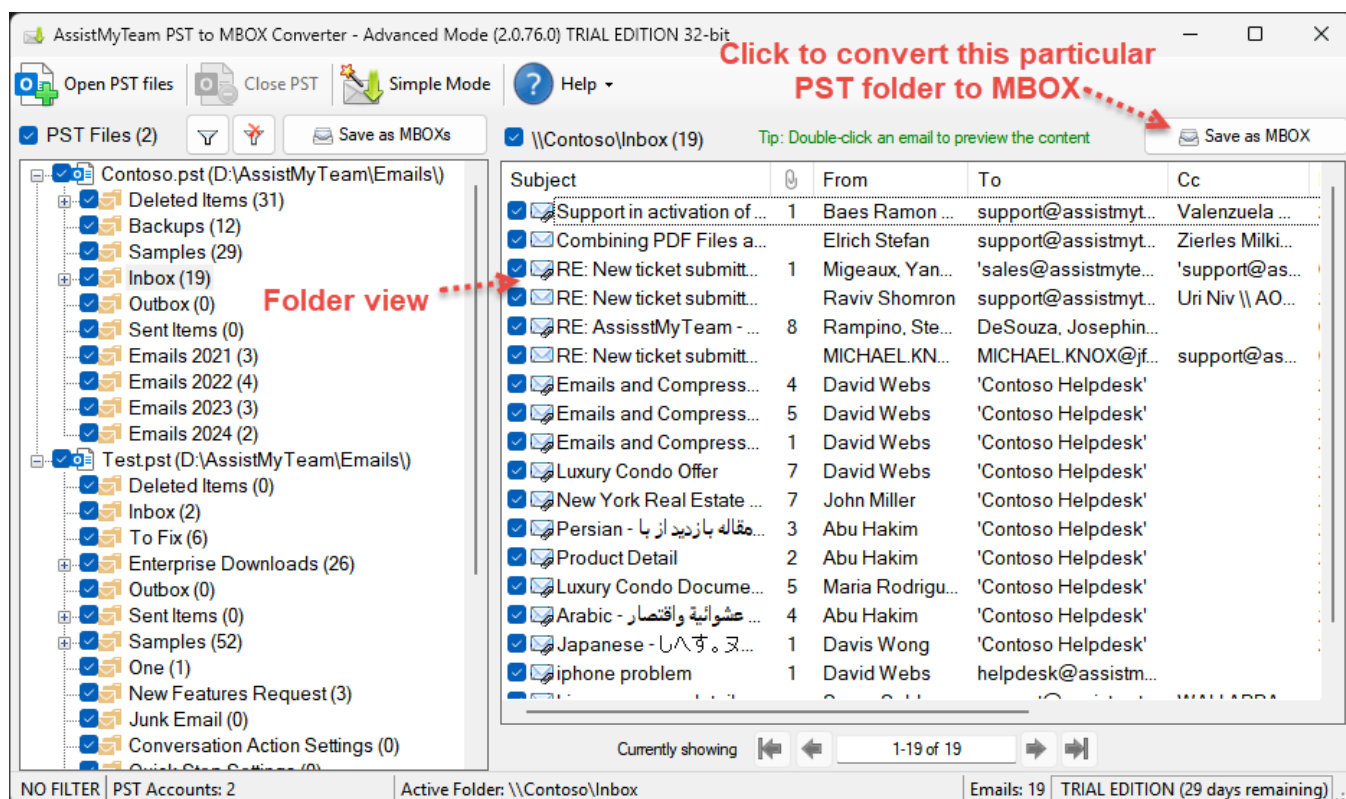 AssistMyTeam PST to MBOX Converter - Advanced Mode (2.0.76.0) TRIAL EDITION 32-bit
Click to convert this particular
PST folder to MBOX
Open PST files Close PST Simple Mode Help
PST Files (2) Save as MBOXs
\\Contoso\Inbox (19) Tip: Double-click an email to preview the content Save as MBOX
Contoso.pst (D:\AssistMyTeam\Emails\)
Deleted Items (31)
Backups (12)
Samples (29)
Inbox (19)
Outbox (0)
Sent Items (0)
Emails 2021 (3)
Emails 2022 (4)
Emails 2023 (3)
Emails 2024 (2)
Test.pst (D:\AssistMyTeam\Emails\)
Deleted Items (0)
Inbox (2)
To Fix (6)
Enterprise Downloads (26)
Outbox (0)
Sent Items (0)
Samples (52)
One (1)
New Features Request (3)
Junk Email (0)
Conversation Action Settings (0)
Folder view
Subject From To Cc
Support in activation of ... 1 Baes Ramon ... support@assistmyt... Valenzuela ...
Combining PDF Files a... Elrich Stefan support@assistmyt... Zierles Milki...
RE: New ticket submitt... 1 Migeaux, Yan... 'sales@assistmyte... 'support@as...
RE: New ticket submitt... Raviv Shomron support@assistmyt... Uri Niv \\ AO...
RE: AssisstMyTeam - ... 8 Rampino, Ste... DeSouza, Josephin...
RE: New ticket submitt... MICHAEL.KN... MICHAEL.KNOX@jf... support@as...
Emails and Compress... 4 David Webs 'Contoso Helpdesk'
Emails and Compress... 5 David Webs 'Contoso Helpdesk'
Emails and Compress... 1 David Webs 'Contoso Helpdesk'
Luxury Condo Offer 7 David Webs 'Contoso Helpdesk'
New York Real Estate ... 7 John Miller 'Contoso Helpdesk'
Persian - مقاله بازدید از با... 3 Abu Hakim 'Contoso Helpdesk'
Product Detail 2 Abu Hakim 'Contoso Helpdesk'
Luxury Condo Docume... 5 Maria Rodrigu... 'Contoso Helpdesk'
Arabic - عشوائية واقتصار ... 4 Abu Hakim 'Contoso Helpdesk'
Japanese - しへす。ヌ... 1 Davis Wong 'Contoso Helpdesk'
iphone problem 1 David Webs helpdesk@assistm...
Currently showing 1-19 of 19
NO FILTER PST Accounts: 2 Active Folder: \\Contoso\Inbox Emails: 19 TRIAL EDITION (29 days remaining)